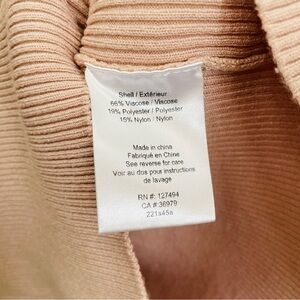 Shell / Extérieur
66% Viscose / Viscose
19% Polyester / Polyester
15% Nylon / Nylon
Made in china
Fabriqué en Chine
See reverse for care
Voir au dos pour instructions
de lavage
RN #: 127494
CA # 36979
221s45a